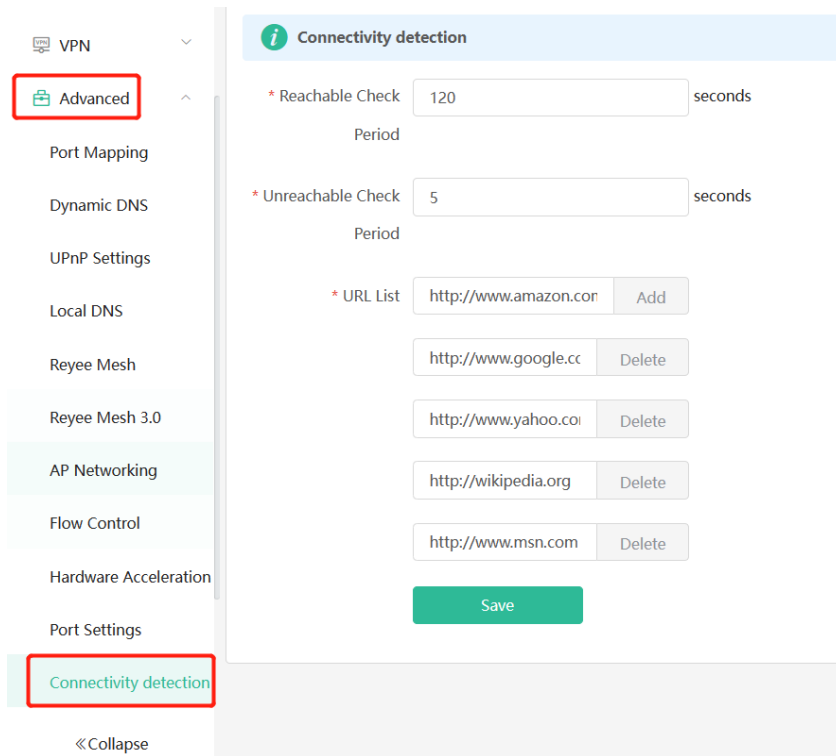 VPN
Advanced
Port Mapping
Dynamic DNS
UPnP Settings
Local DNS
Reyee Mesh
Reyee Mesh 3.0
AP Networking
Flow Control
Hardware Acceleration
Port Settings
Connectivity detection
«Collapse
Connectivity detection
* Reachable Check
Period
120
seconds
* Unreachable Check
Period
5
seconds
* URL List
http://www.amazon.con
Add
http://www.google.cc
Delete
http://www.yahoo.co
Delete
http://wikipedia.org
Delete
http://www.msn.com
Delete
Save